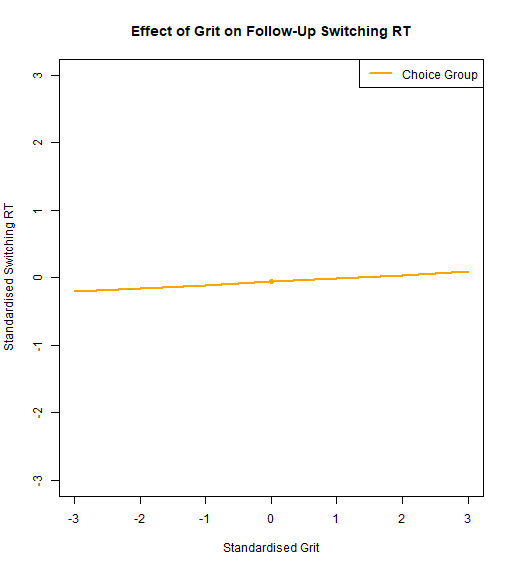 Effect of Grit on Follow-Up Switching RT
Choice Group
Standardised Switching RT
3
2
1
0
-1
-2
-3
-3 -2 -1 0 1 2 3
Standardised Grit